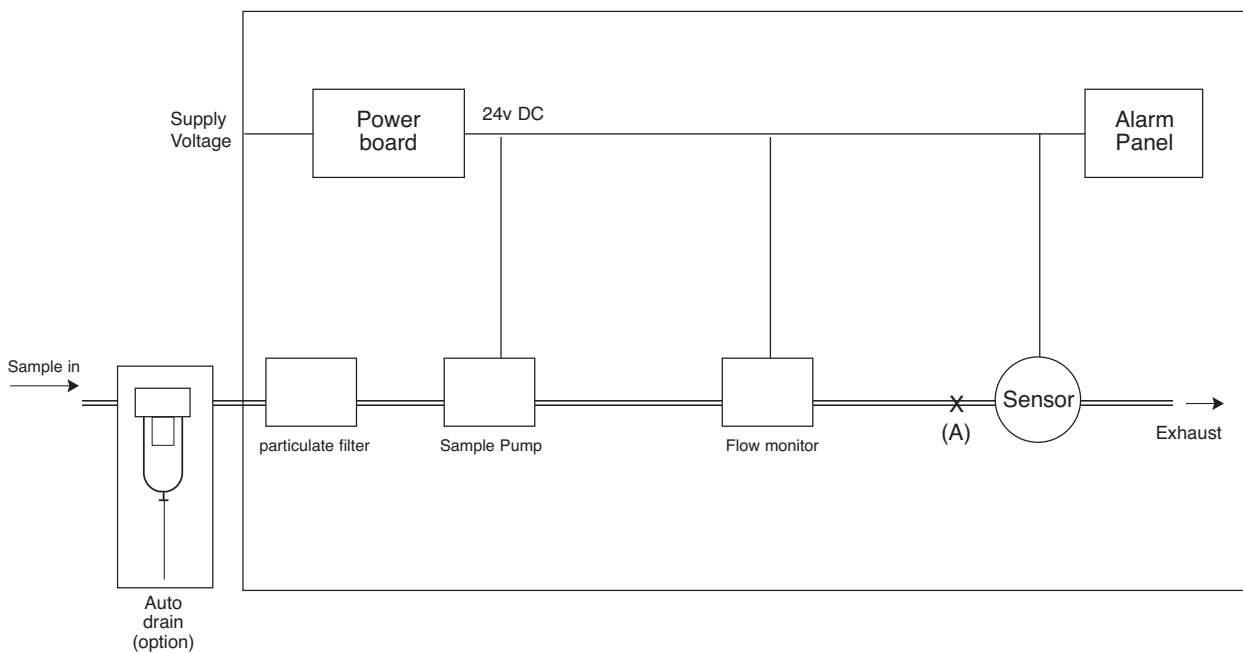 Supply
Voltage
Power
board
24v DC
Alarm
Panel
Sample in
particulate filter
Sample Pump
Flow monitor
X
(A)
Sensor
Exhaust
Auto
drain
(option)